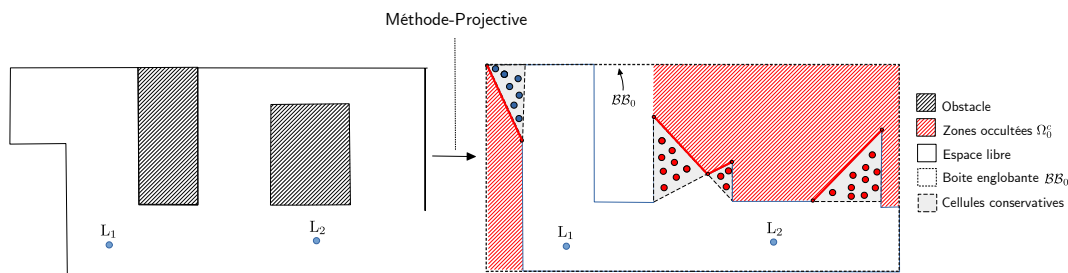 Méthode-Projective
ℬℬ₀
L₁
L₂
L₁
L₂
Obstacle
Zones occultées Ω₀ᶜ
Espace libre
Boite englobante ℬℬ₀
Cellules conservatives